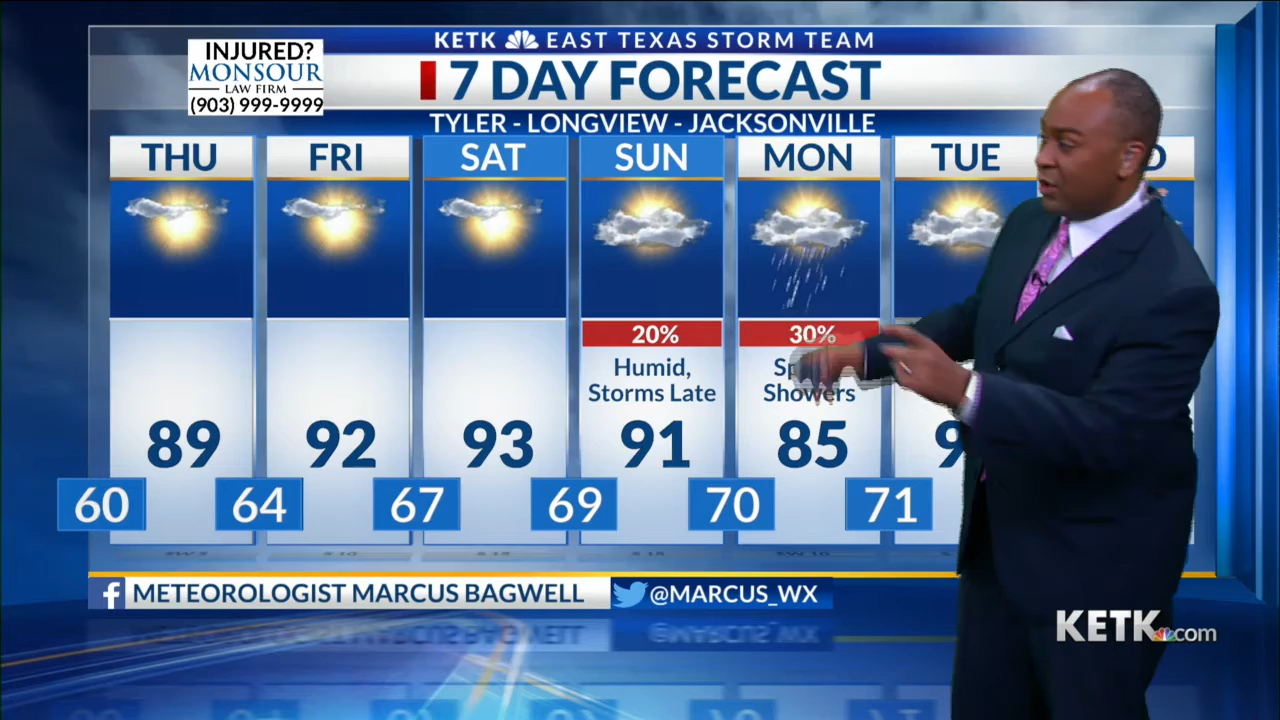 KETK EAST TEXAS STORM TEAM
INJURED?
MONSOUR
LAW FIRM
(903) 999-9999
7 DAY FORECAST
TYLER - LONGVIEW - JACKSONVILLE
THU FRI SAT SUN MON TUE
20% 30%
Humid,
Storms Late
Showers
89 92 93 91 85 9
60 64 67 69 70 71
METEOROLOGIST MARCUS BAGWELL @MARCUS_WX
KETK.com